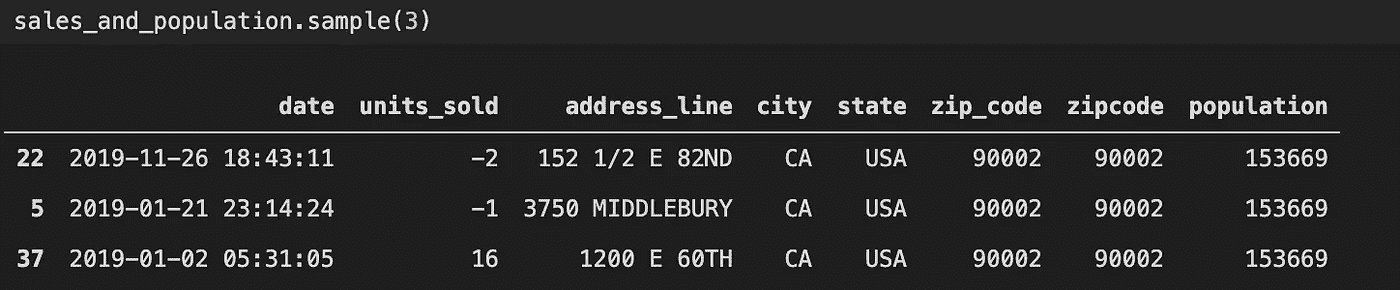 sales_and_population.sample(3)
date units_sold address_line city state zip_code zipcode population
22 2019-11-26 18:43:11 -2 152 1/2 E 82ND CA USA 90002 90002 153669
5 2019-01-21 23:14:24 -1 3750 MIDDLEBURY CA USA 90002 90002 153669
37 2019-01-02 05:31:05 16 1200 E 60TH CA USA 90002 90002 153669